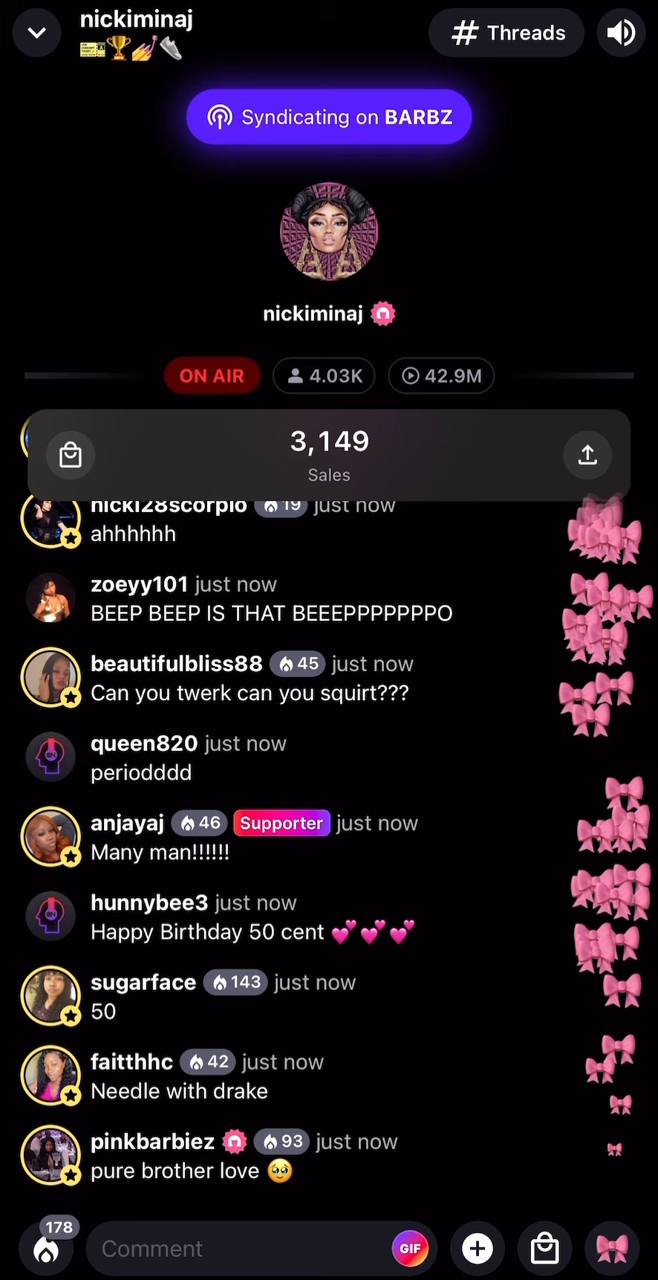 nickiminaj
🎫🏆💅👟
# Threads
Syndicating on BARBZ
nickiminaj
ON AIR
4.03K
42.9M
3,149
Sales
nicki28scorpio 19 just now
ahhhhhh
zoeyy101 just now
BEEP BEEP IS THAT BEEEPPPPPPPO
beautifulbliss88 45 just now
Can you twerk can you squirt???
queen820 just now
periodddd
anjayaj 46 Supporter just now
Many man!!!!!!
hunnybee3 just now
Happy Birthday 50 cent 💕💕💕
sugarface 143 just now
50
faitthhc 42 just now
Needle with drake
pinkbarbiez 93 just now
pure brother love 🥹
178
Comment
GIF